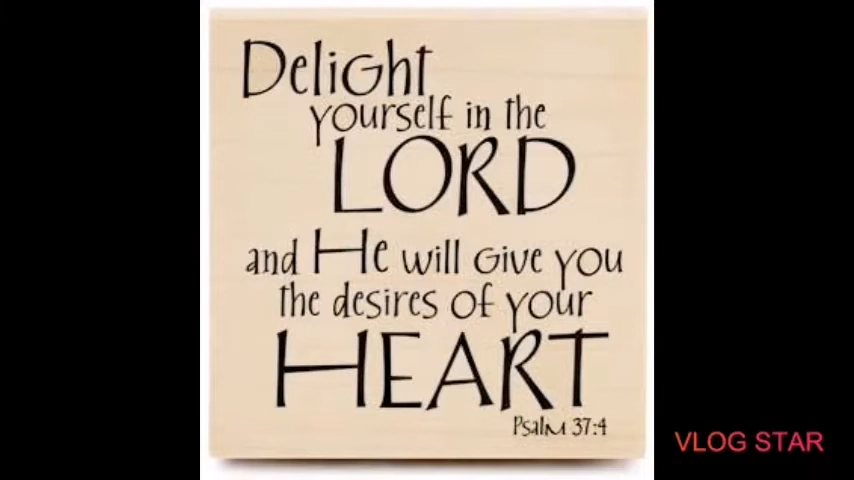 Delight
yourself in the
LORD
and He will Give you
the desires of your
HEART
Psalm 37:4
VLOG STAR